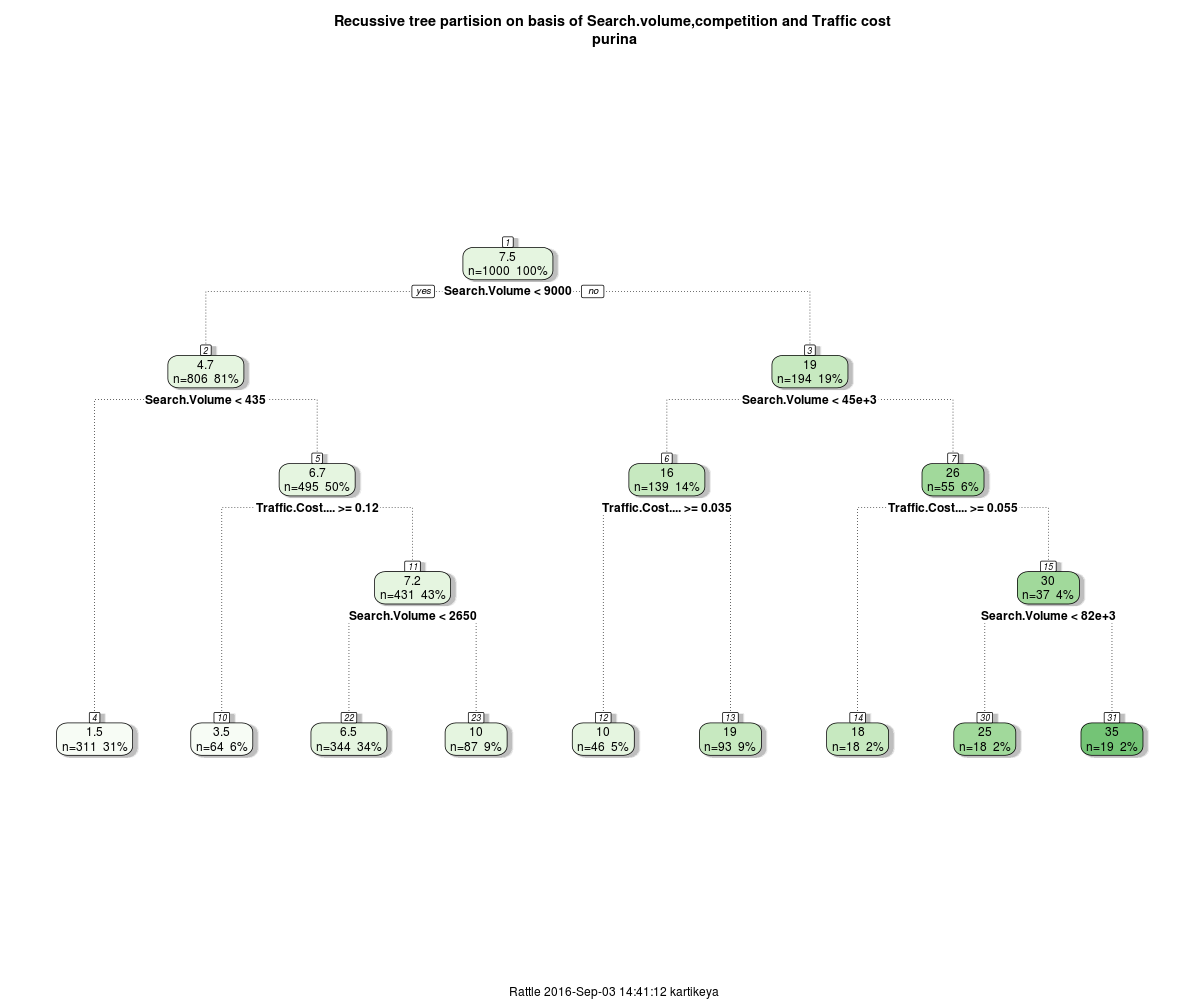 Recussive tree partision on basis of Search.volume,competition and Traffic cost
purina
1
7.5
n=1000 100%
yes Search.Volume < 9000 no
2
4.7
n=806 81%
3
19
n=194 19%
Search.Volume < 435
Search.Volume < 45e+3
5
6.7
n=495 50%
6
16
n=139 14%
7
26
n=55 6%
Traffic.Cost.... >= 0.12
Traffic.Cost.... >= 0.035
Traffic.Cost.... >= 0.055
11
7.2
n=431 43%
15
30
n=37 4%
Search.Volume < 2650
Search.Volume < 82e+3
4
1.5
n=311 31%
10
3.5
n=64 6%
22
6.5
n=344 34%
23
10
n=87 9%
12
10
n=46 5%
13
19
n=93 9%
14
18
n=18 2%
30
25
n=18 2%
31
35
n=19 2%
Rattle 2016-Sep-03 14:41:12 kartikeya